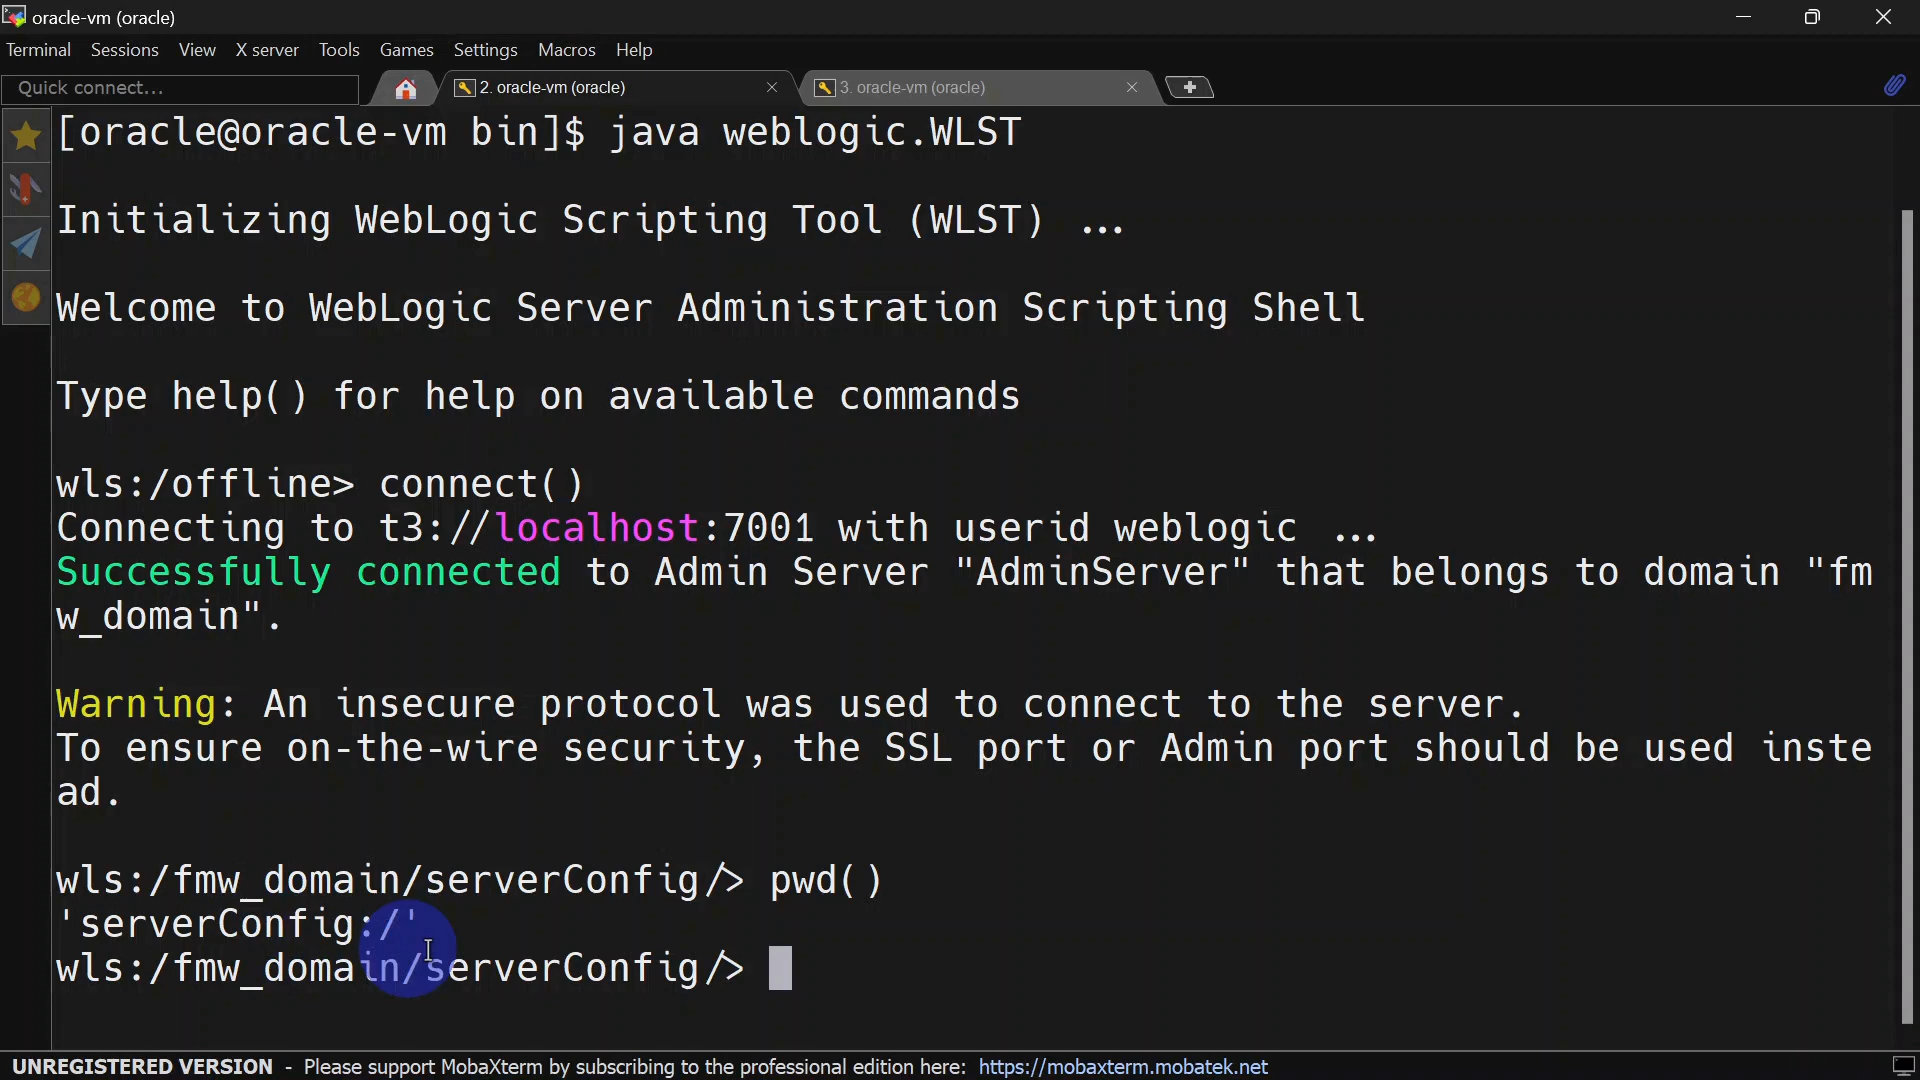 oracle-vm (oracle)
Terminal Sessions View X server Tools Games Settings Macros Help
Quick connect... 2. oracle-vm (oracle) 3. oracle-vm (oracle)
[oracle@oracle-vm bin]$ java weblogic.WLST
Initializing WebLogic Scripting Tool (WLST) ...
Welcome to WebLogic Server Administration Scripting Shell
Type help() for help on available commands
wls:/offline> connect()
Connecting to t3://localhost:7001 with userid weblogic ...
Successfully connected to Admin Server "AdminServer" that belongs to domain "fm
w_domain".
Warning: An insecure protocol was used to connect to the server.
To ensure on-the-wire security, the SSL port or Admin port should be used inste
ad.
wls:/fmw_domain/serverConfig/> pwd()
'serverConfig:/'
wls:/fmw_domain/serverConfig/>
UNREGISTERED VERSION - Please support MobaXterm by subscribing to the professional edition here: https://mobaxterm.mobatek.net